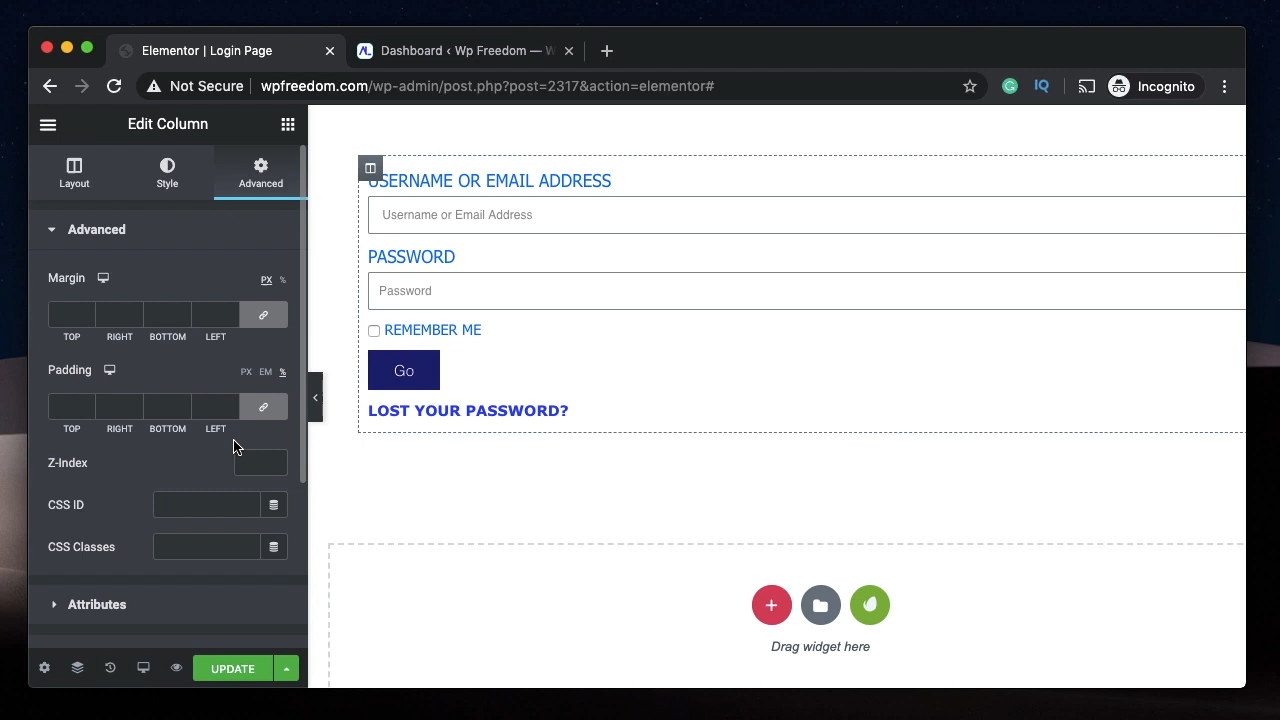 Elementor | Login Page
Dashboard ‹ Wp Freedom — W
Not Secure
wpfreedom.com/wp-admin/post.php?post=2317&action=elementor#
IQ
Incognito
Edit Column
Layout
Style
Advanced
Advanced
Margin
PX %
TOP RIGHT BOTTOM LEFT
Padding
PX EM %
TOP RIGHT BOTTOM LEFT
Z-Index
CSS ID
CSS Classes
Attributes
UPDATE
USERNAME OR EMAIL ADDRESS
Username or Email Address
PASSWORD
Password
REMEMBER ME
Go
LOST YOUR PASSWORD?
Drag widget here